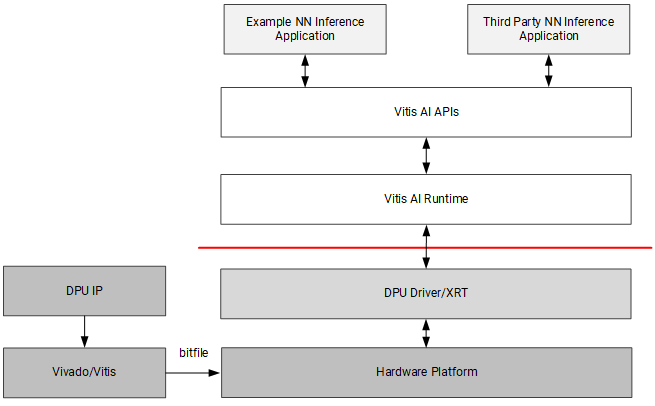 Example NN Inference
Application
Third Party NN Inference
Application
Vitis AI APIs
Vitis AI Runtime
DPU IP
DPU Driver/XRT
Vivado/Vitis
bitfile
Hardware Platform